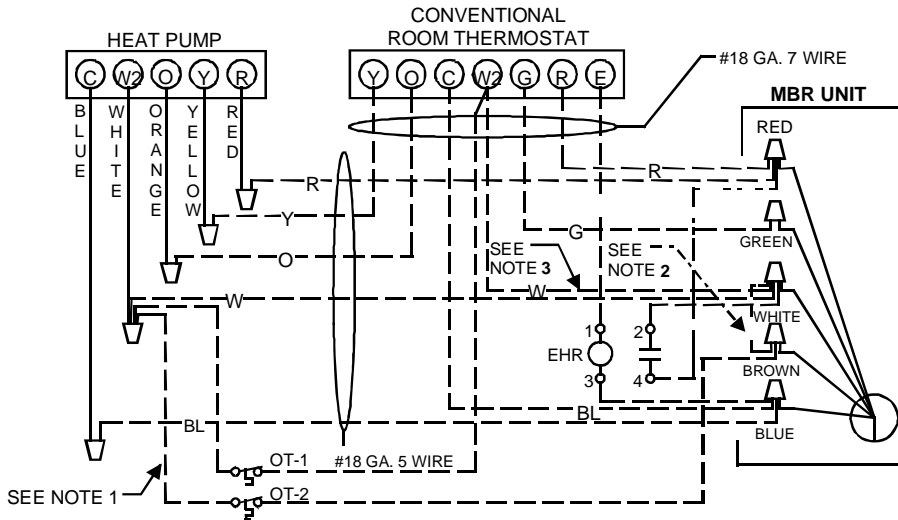 CONVENTIONAL
ROOM THERMOSTAT
HEAT PUMP
C W2 O Y R
Y O C W2 G R E
#18 GA. 7 WIRE
MBR UNIT
BLUE
WHITE
ORANGE
YELLOW
RED
RED
R
R
Y
G
GREEN
O
SEE
NOTE 3
SEE
NOTE 2
W
W
WHITE
1
2
EHR
3
4
BROWN
BL
BL
BLUE
OT-1
#18 GA. 5 WIRE
SEE NOTE 1
OT-2